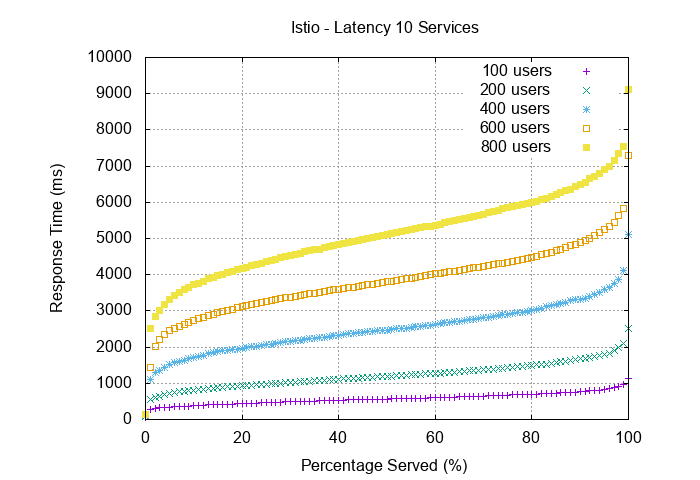 Istio - Latency 10 Services
10000
9000
8000
7000
6000
5000
4000
3000
2000
1000
0
Response Time (ms)
100 users
200 users
400 users
600 users
800 users
0 20 40 60 80 100
Percentage Served (%)